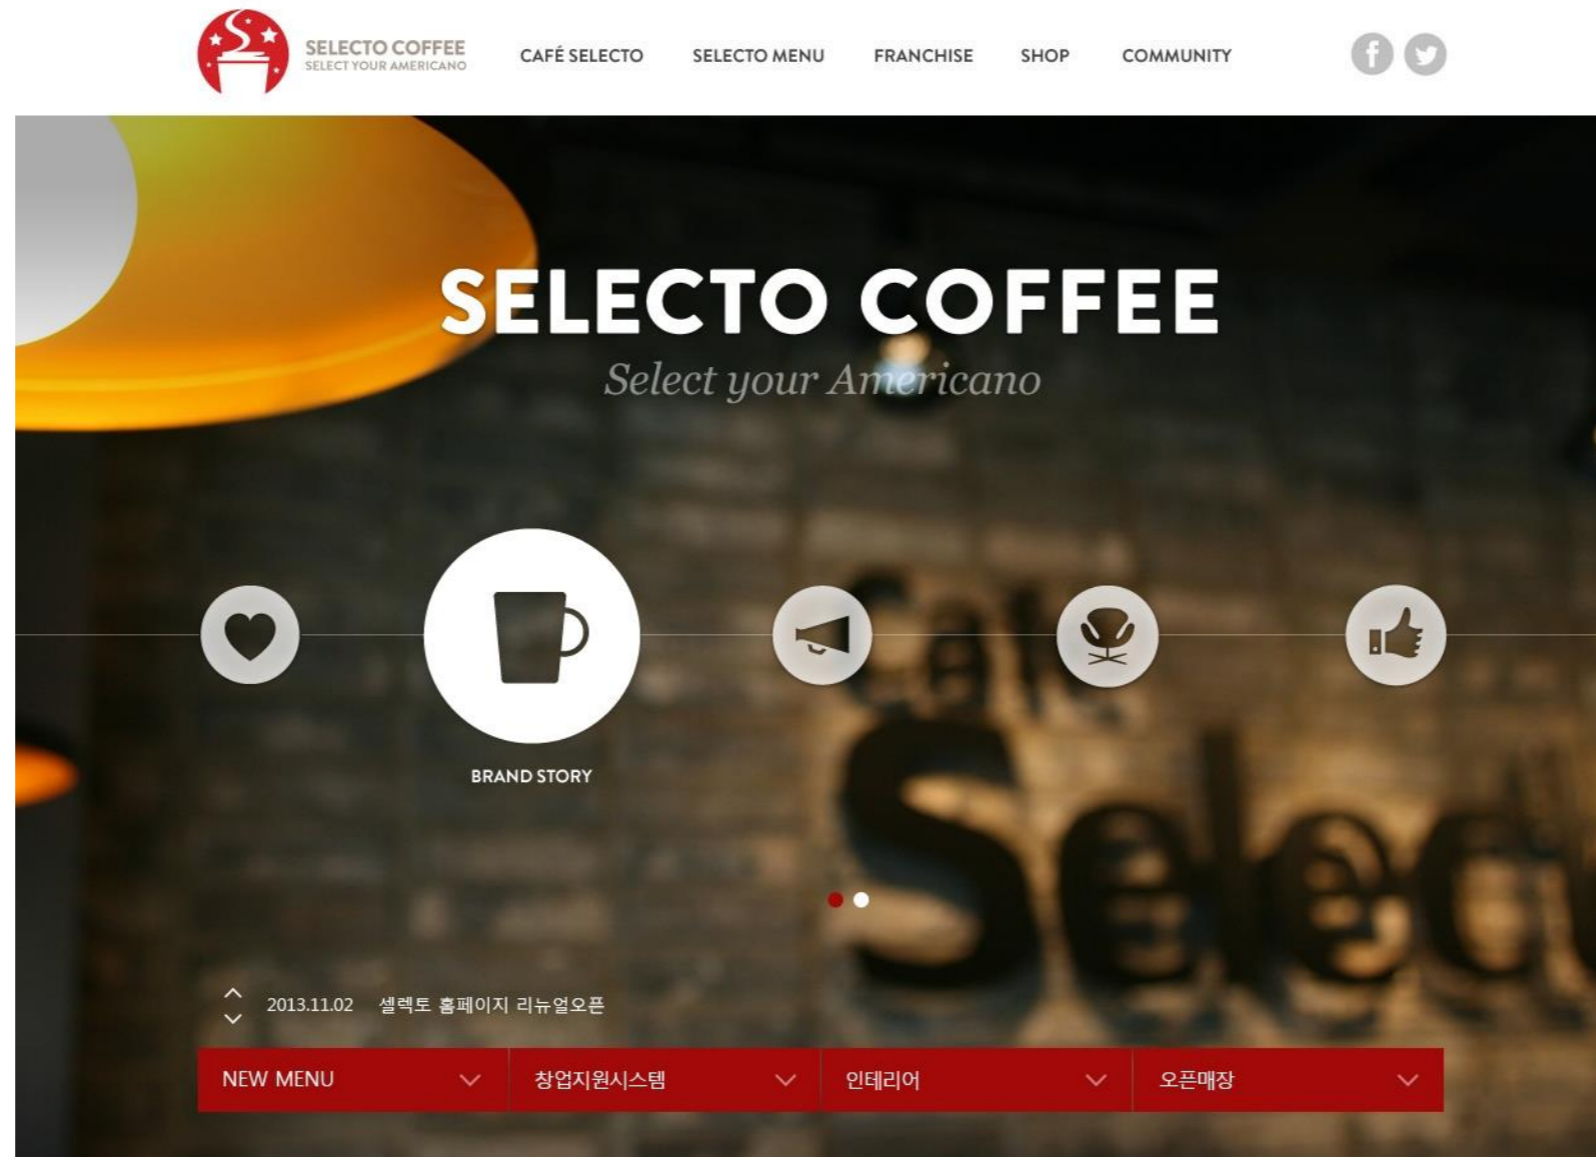 SELECTO COFFEE
SELECT YOUR AMERICANO
CAFÉ SELECTO
SELECTO MENU
FRANCHISE
SHOP
COMMUNITY
SELECTO COFFEE
Select your Americano
Café
Select
BRAND STORY
2013.11.02 셀렉토 홈페이지 리뉴얼오픈
NEW MENU
창업지원시스템
인테리어
오픈매장